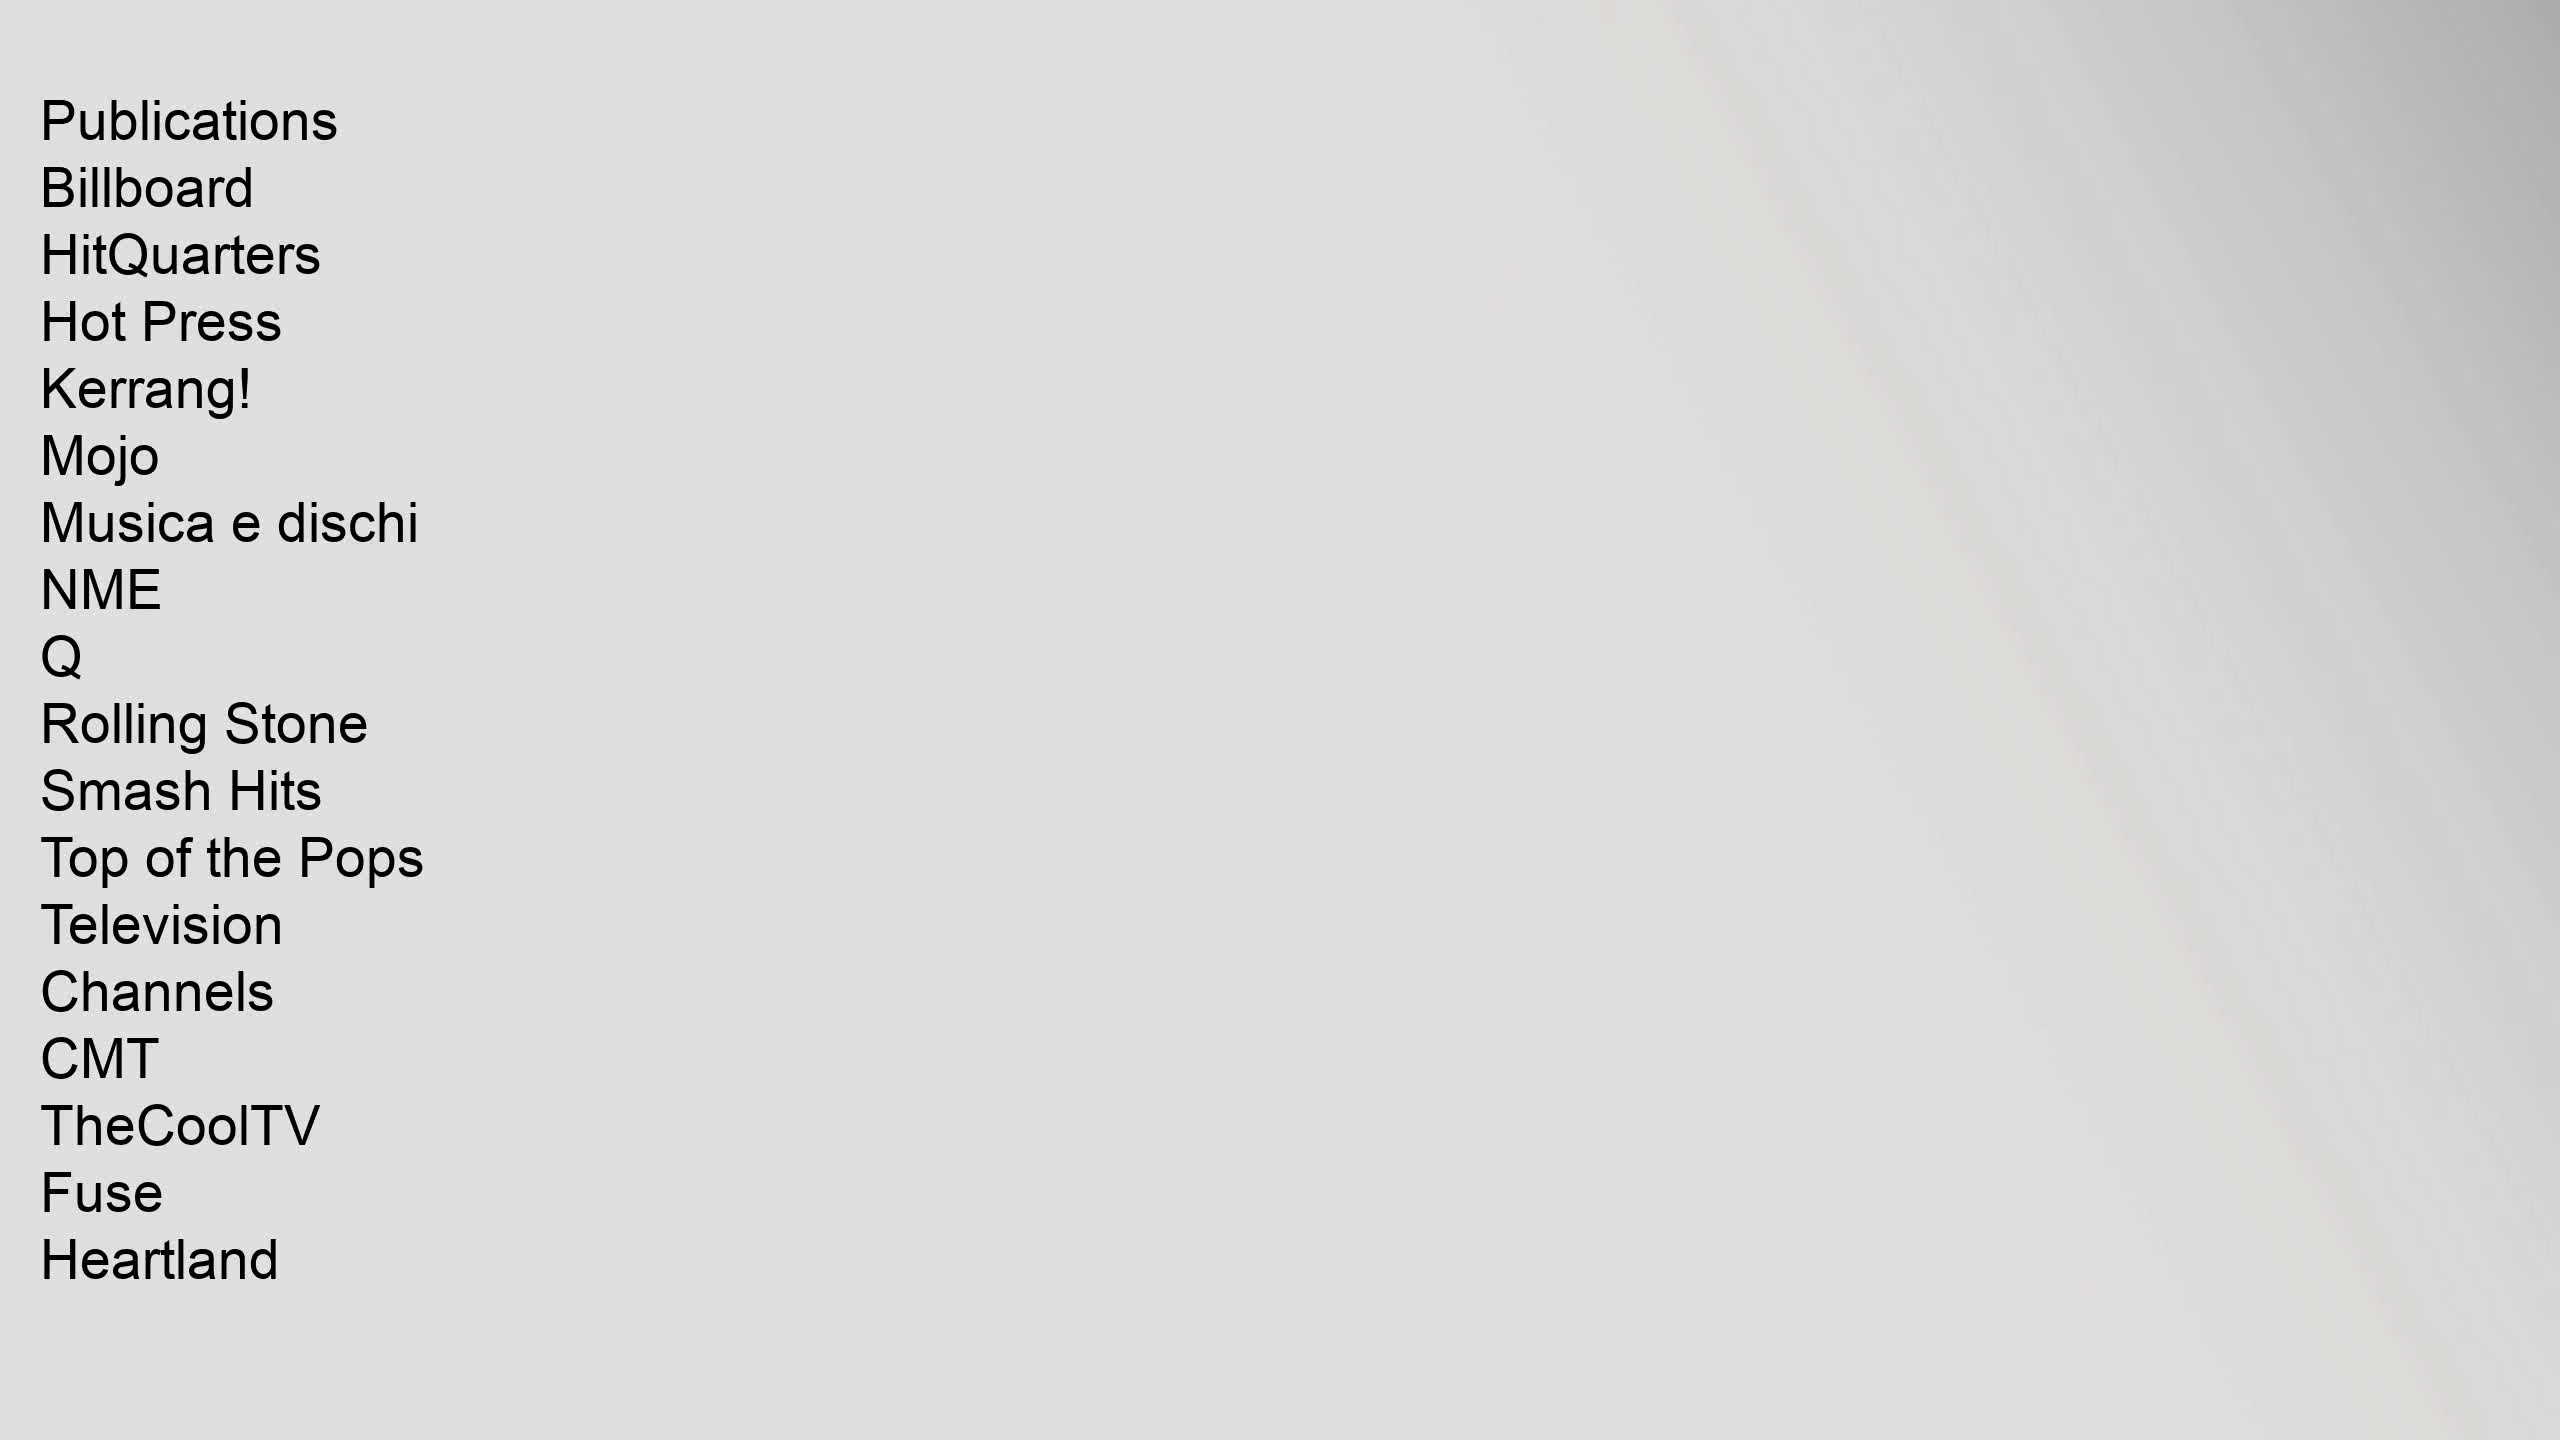 Publications
Billboard
HitQuarters
Hot Press
Kerrang!
Mojo
Musica e dischi
NME
Q
Rolling Stone
Smash Hits
Top of the Pops
Television
Channels
CMT
TheCoolTV
Fuse
Heartland